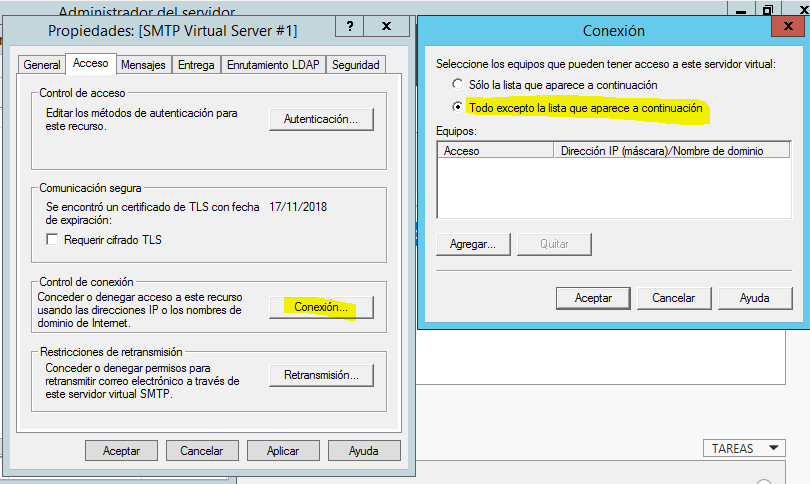 Administrador del servidor
Propiedades: [SMTP Virtual Server #1]
?
X
General
Acceso
Mensajes
Entrega
Enrutamiento LDAP
Seguridad
Control de acceso
Editar los métodos de autenticación para
este recurso.
Autenticación...
Comunicación segura
Se encontró un certificado de TLS con fecha
de expiración:
17/11/2018
Requerir cifrado TLS
Control de conexión
Conceder o denegar acceso a este recurso
usando las direcciones IP o los nombres de
dominio de Internet.
Conexión...
Restricciones de retransmisión
Conceder o denegar permisos para
retransmitir correo electrónico a través de
este servidor virtual SMTP.
Retransmisión...
Aceptar
Cancelar
Aplicar
Ayuda
Conexión
X
Seleccione los equipos que pueden tener acceso a este servidor virtual:
Sólo la lista que aparece a continuación
Todo excepto la lista que aparece a continuación
Equipos:
Acceso
Dirección IP (máscara)/Nombre de dominio
Agregar...
Quitar
Aceptar
Cancelar
Ayuda
TAREAS